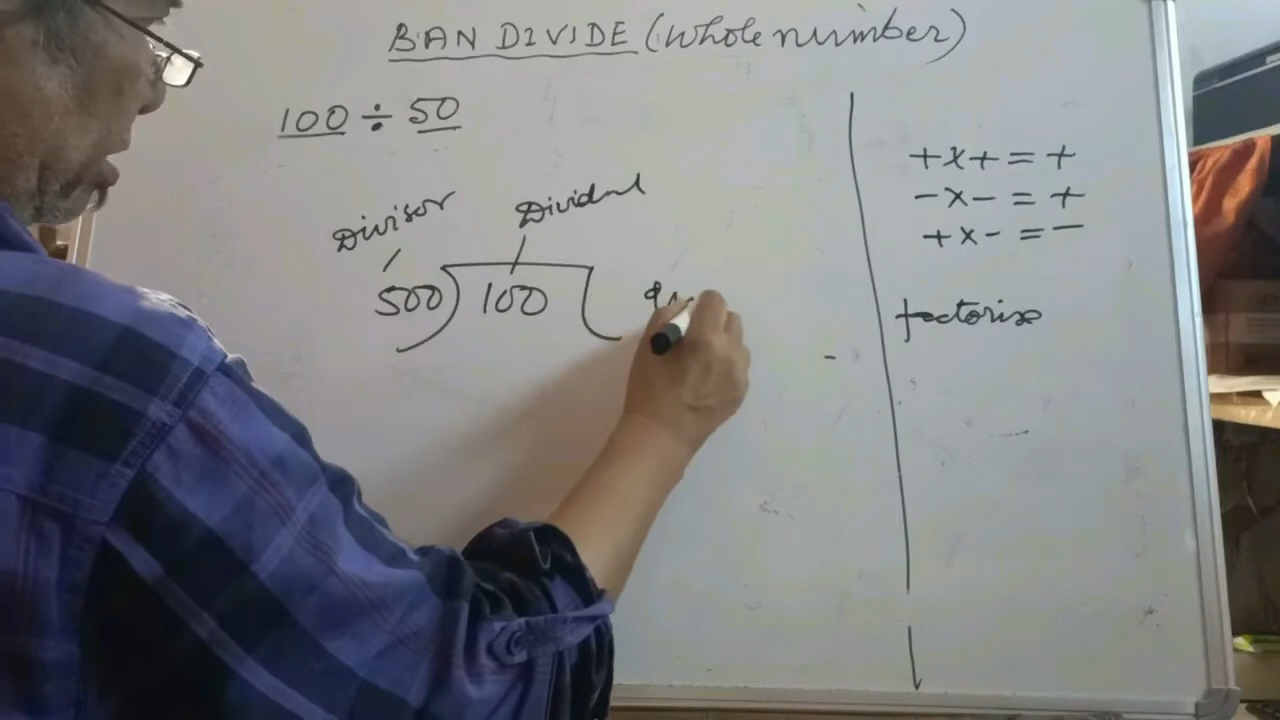 BAN DIVIDE (Whole number)
100 ÷ 50
Divisor
Dividend
500) 100 (
+x+ = +
-x- = +
+x- = -
factorise